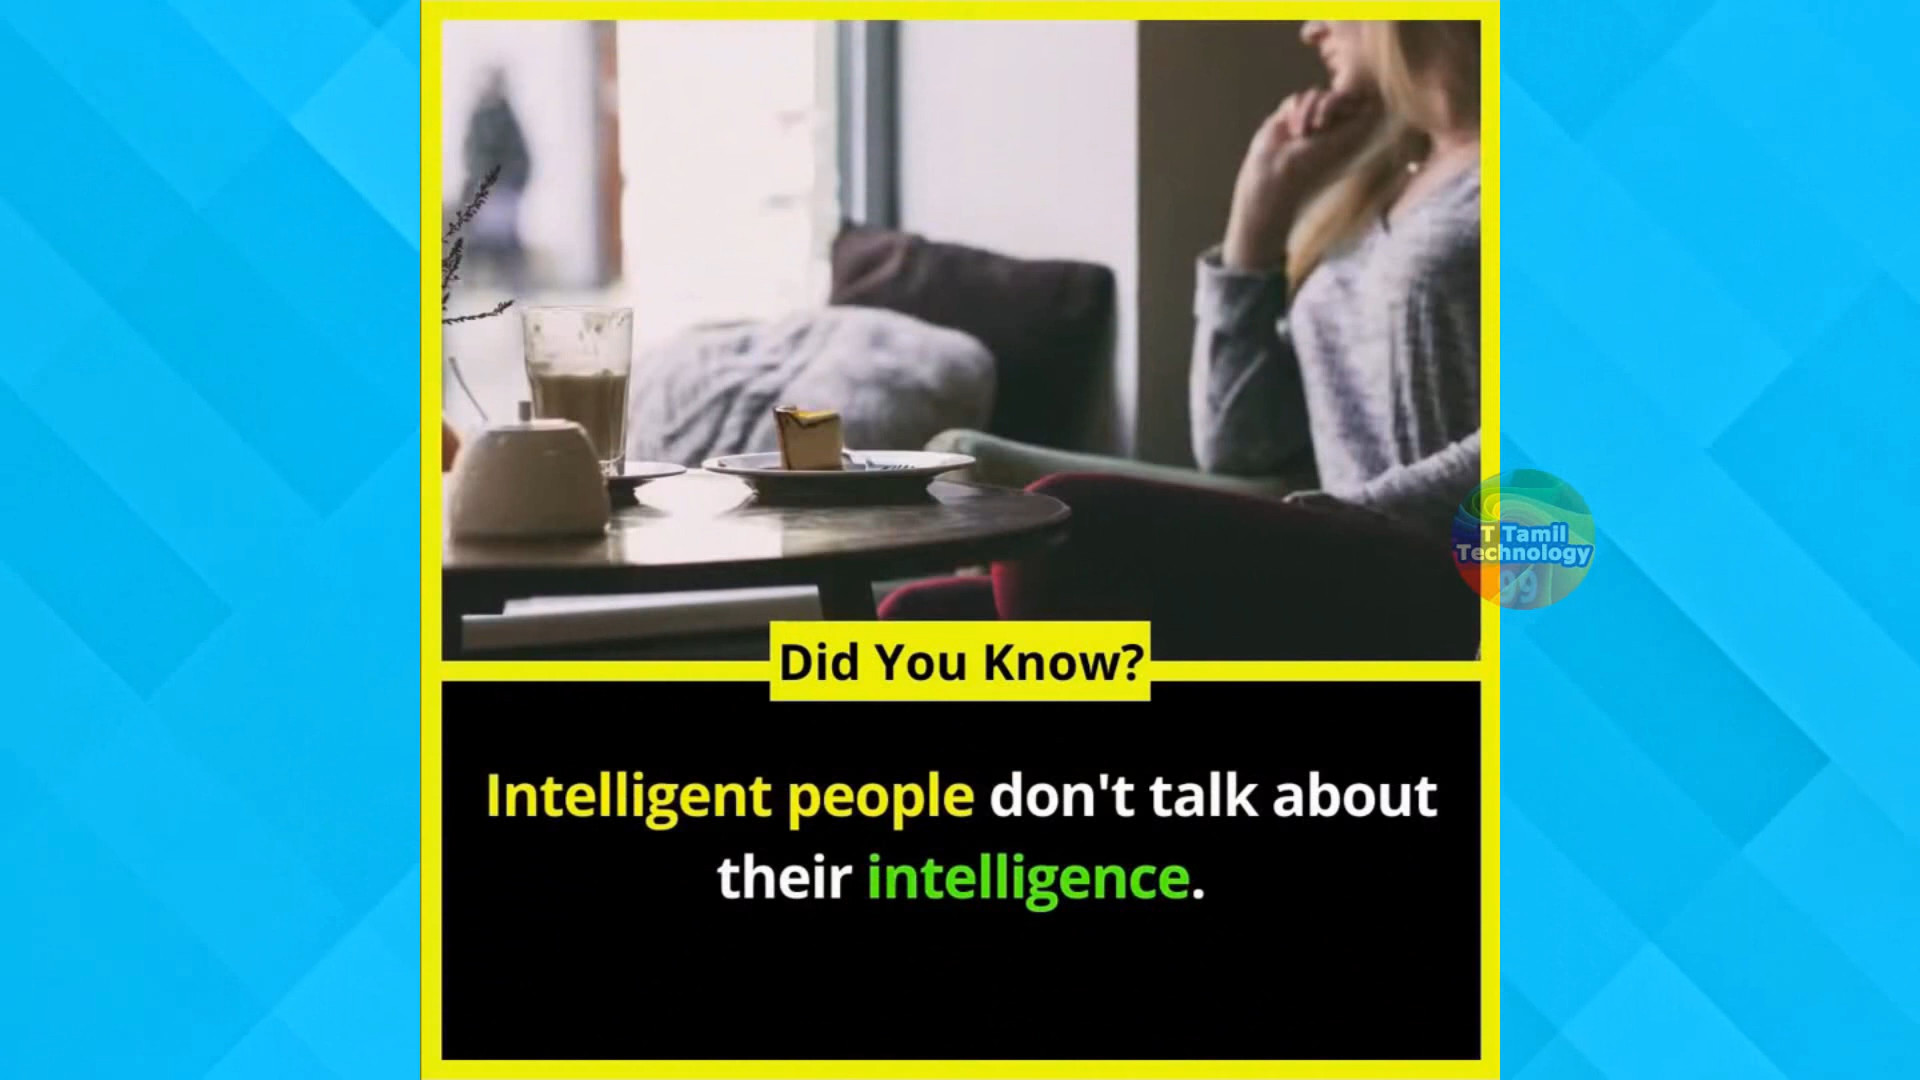 T Tamil
Technology
99
Did You Know?
Intelligent people don't talk about
their intelligence.